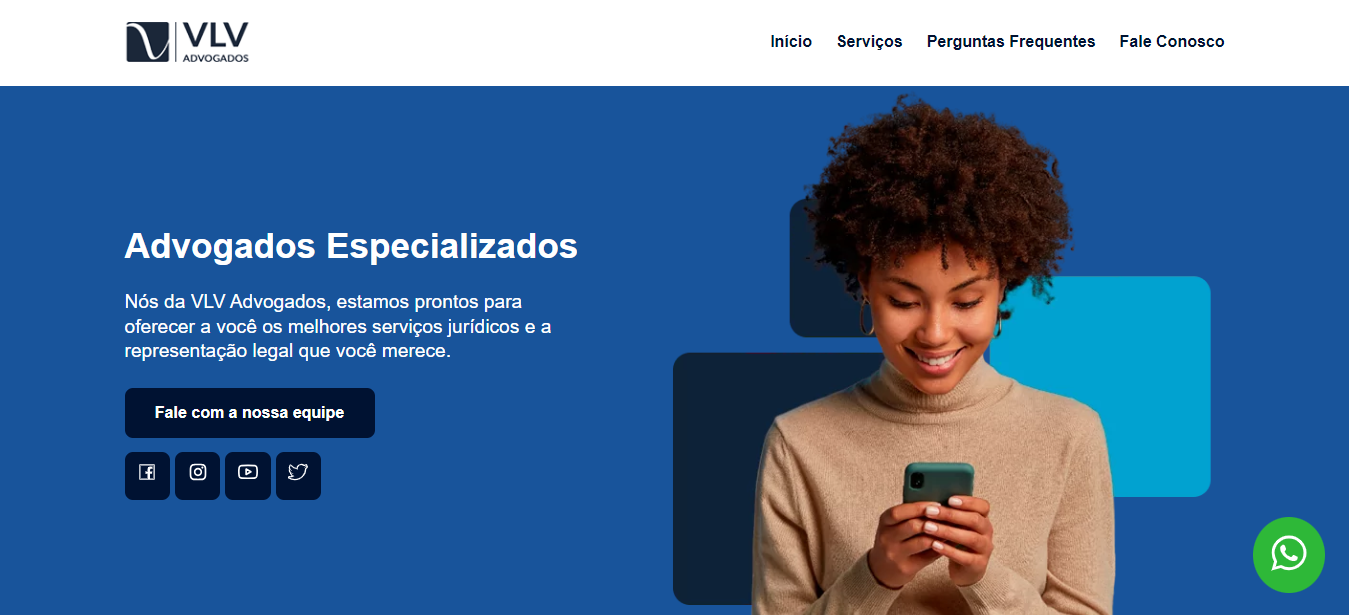 VLV
ADVOGADOS
Início Serviços Perguntas Frequentes Fale Conosco
Advogados Especializados
Nós da VLV Advogados, estamos prontos para
oferecer a você os melhores serviços jurídicos e a
representação legal que você merece.
Fale com a nossa equipe